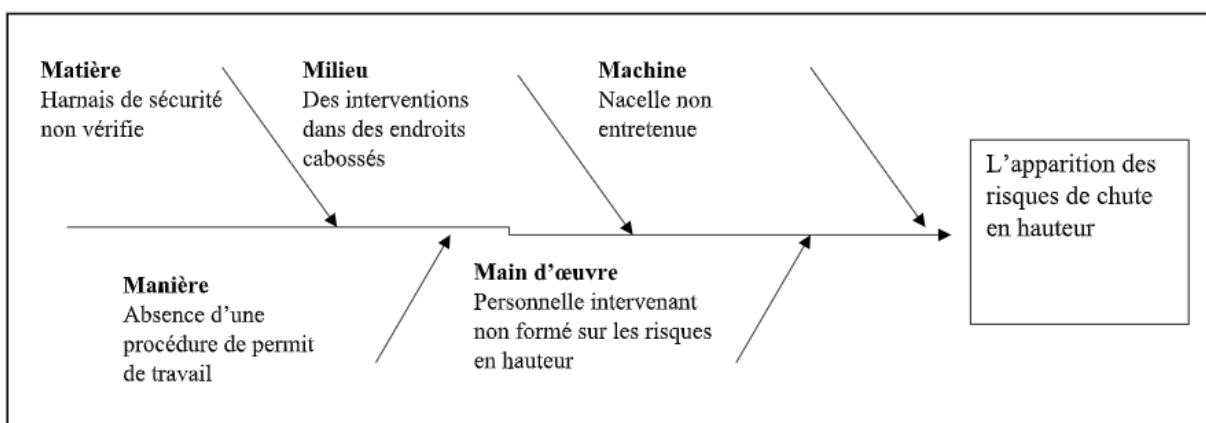 Matière
Harnais de sécurité
non vérifie
Milieu
Des interventions
dans des endroits
cabossés
Machine
Nacelle non
entretenue
L’apparition des
risques de chute
en hauteur
Manière
Absence d’une
procédure de permit
de travail
Main d’œuvre
Personnelle intervenant
non formé sur les risques
en hauteur